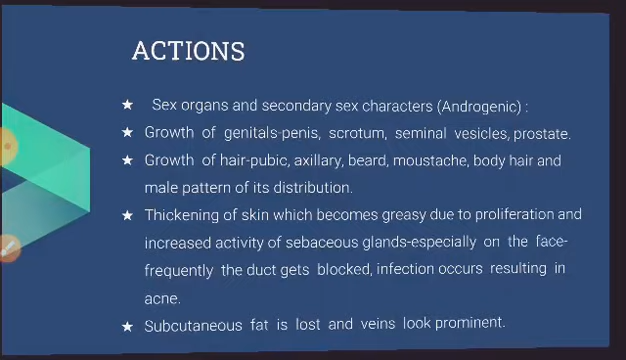 ACTIONS
★ Sex organs and secondary sex characters (Androgenic) :
★ Growth of genitals-penis, scrotum, seminal vesicles, prostate.
★ Growth of hair-pubic, axillary, beard, moustache, body hair and
male pattern of its distribution.
★ Thickening of skin which becomes greasy due to proliferation and
increased activity of sebaceous glands-especially on the face-
frequently the duct gets blocked, infection occurs resulting in
acne.
★ Subcutaneous fat is lost and veins look prominent.